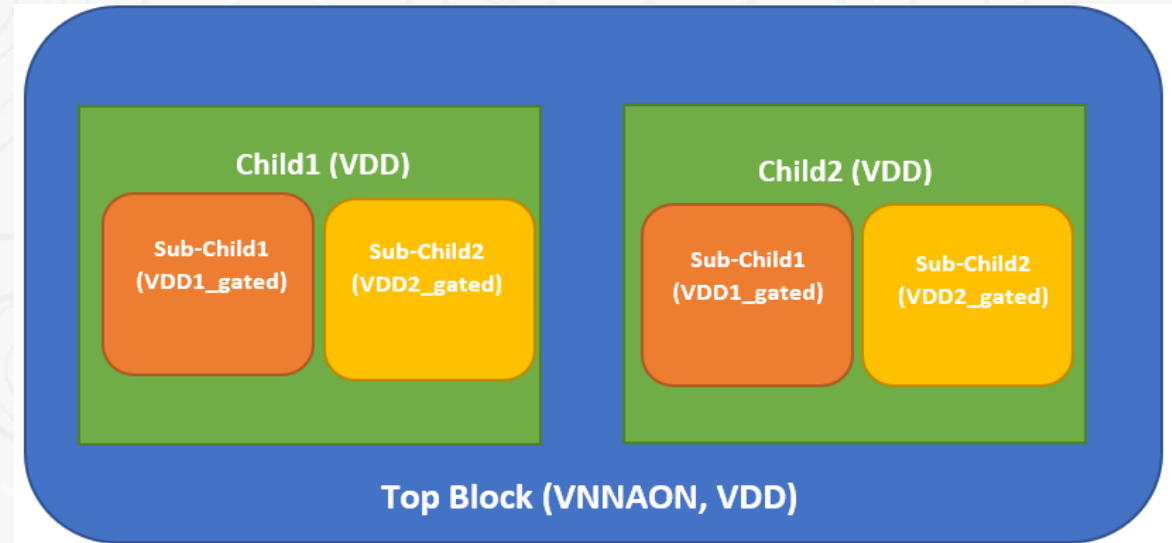 Child1 (VDD)
Sub-Child1
(VDD1_gated)
Sub-Child2
(VDD2_gated)
Child2 (VDD)
Sub-Child1
(VDD1_gated)
Sub-Child2
(VDD2_gated)
Top Block (VNNAON, VDD)